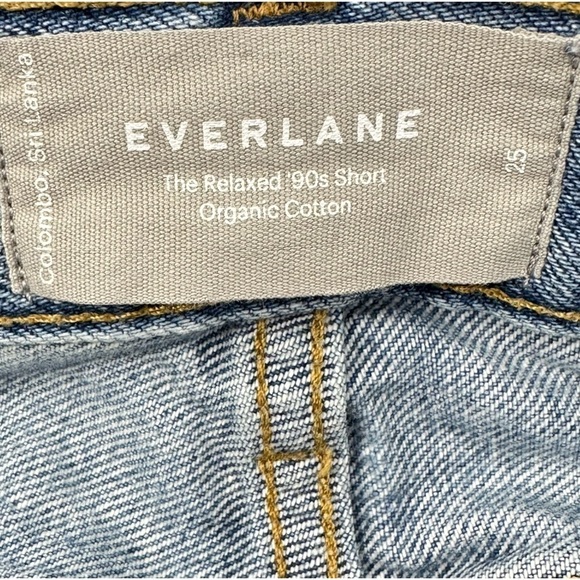 Colombo, Sri Lanka
EVERLANE
The Relaxed '90s Short
Organic Cotton
25